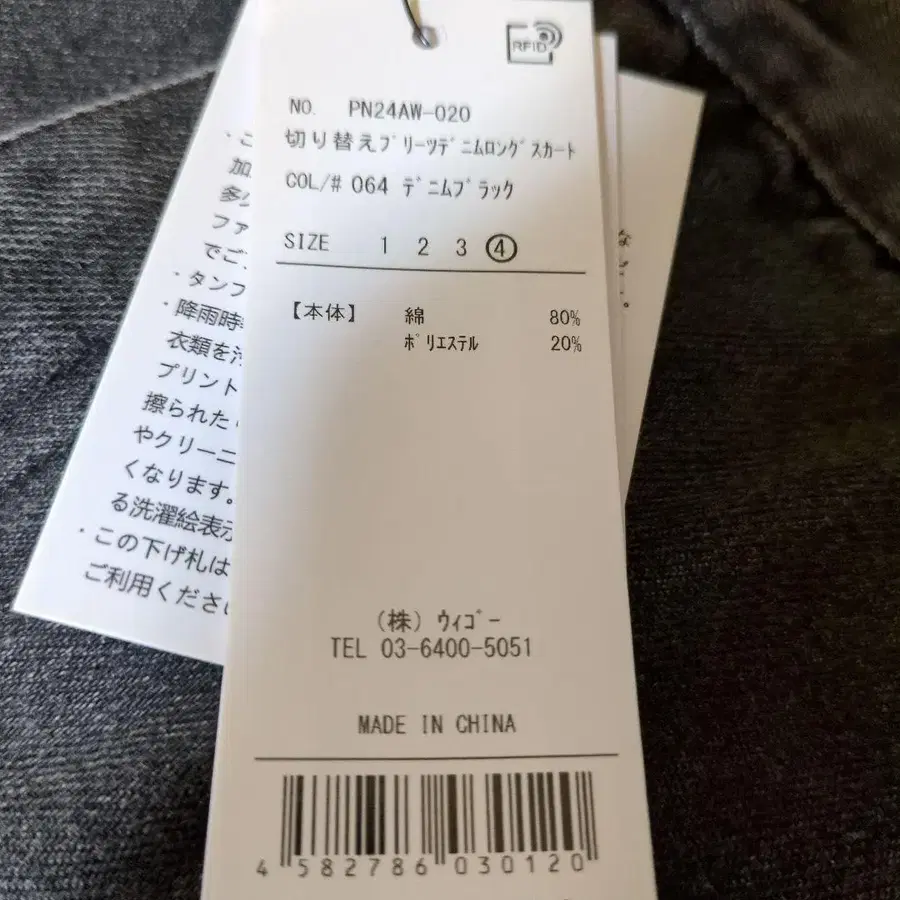 RFID
NO. PN24AW-020
切り替えﾌﾟﾘｰﾂﾃﾞﾆﾑﾛﾝｸﾞｽｶｰﾄ
COL/# 064 ﾃﾞﾆﾑﾌﾞﾗｯｸ
SIZE 1 2 3 ④
【本体】 綿 80%
ﾎﾟﾘｴｽﾃﾙ 20%
(株) ｳｨｺﾞｰ
TEL 03-6400-5051
MADE IN CHINA
4 582786 030120
・こ
加
多少
ファ
でご
・タンブ
・降雨時
衣類を汚
プリント
擦られた
やクリーニ
くなります。
る洗濯絵表示
・この下げ札は
ご利用ください
な